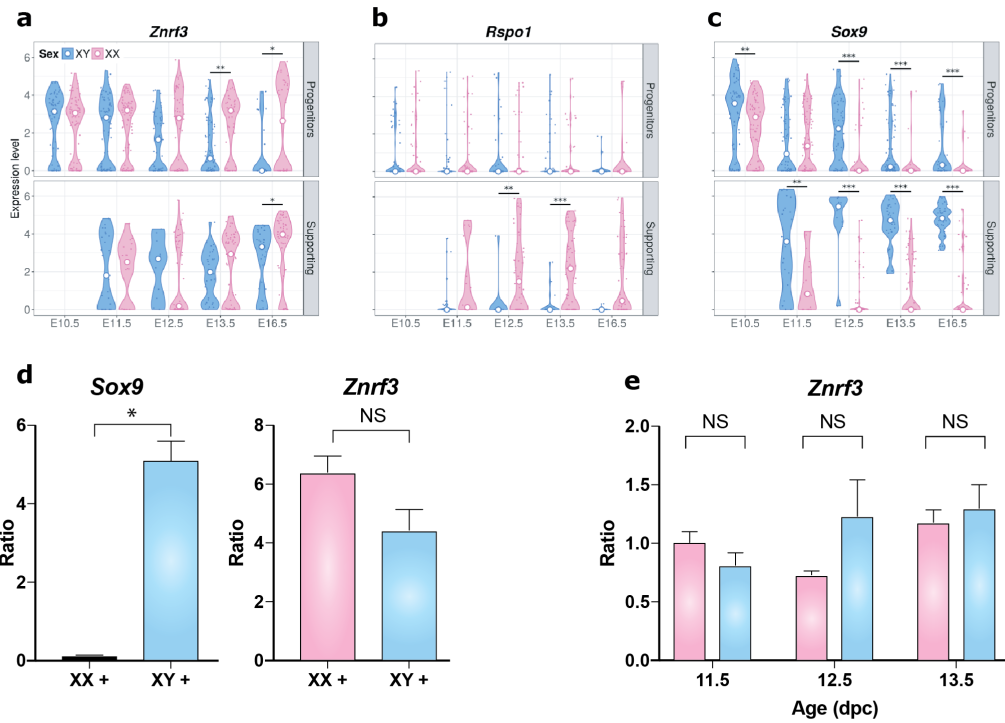 a
Znrf3
Sex XY XX
Expression level
6
4
2
0
6
4
2
0
* 
**
*
Progenitors
Supporting
E10.5 E11.5 E12.5 E13.5 E16.5
b
Rspo1
**
***
Progenitors
Supporting
E10.5 E11.5 E12.5 E13.5 E16.5
c
Sox9
** *** *** ***
Progenitors
** *** *** ***
Supporting
E10.5 E11.5 E12.5 E13.5 E16.5
d
Sox9
*
Ratio
6
4
2
0
XX + XY +
Znrf3
NS
Ratio
8
6
4
2
0
XX + XY +
e
Znrf3
NS NS NS
Ratio
2.0
1.5
1.0
0.5
0.0
11.5 12.5 13.5
Age (dpc)